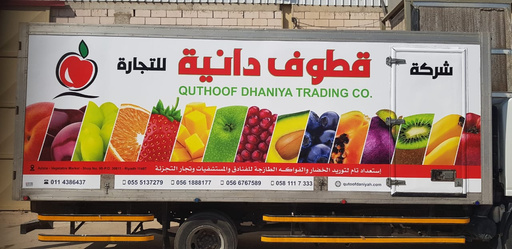 شركة قطوف دانية للتجارة
QUTHOOF DHANIYA TRADING CO.
إستعداد تام لتوريد الخضار والفواكه الطازجة للفنادق والمستشفيات وتجار التجزئة
011 4386437
055 5137279
056 1888177
056 6767589
058 111 7 333